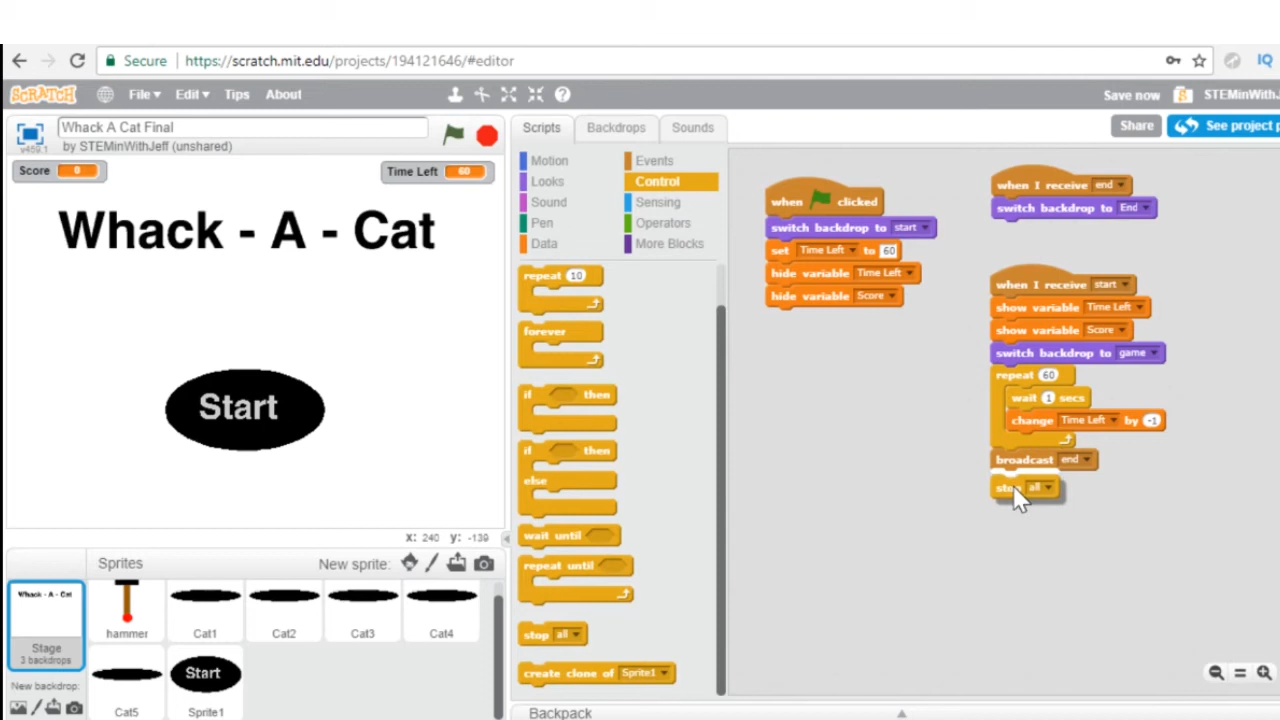 Secure https://scratch.mit.edu/projects/194121646/#editor IQ
SCRATCH File Edit Tips About Save now STEMinWithJ
Whack A Cat Final
by STEMinWithJeff (unshared)
v459.1
Share See project p
Scripts Backdrops Sounds
Score 0
Time Left 60
Whack - A - Cat
Start
x: 240 y: -139
Motion Events
Looks Control
Sound Sensing
Pen Operators
Data More Blocks
repeat 10
forever
if then
if then
else
wait until
repeat until
stop all
create clone of Sprite1
when clicked
switch backdrop to start
set Time Left to 60
hide variable Time Left
hide variable Score
when I receive end
switch backdrop to End
when I receive start
show variable Time Left
show variable Score
switch backdrop to game
repeat 60
wait 1 secs
change Time Left by -1
broadcast end
stop all
Sprites New sprite:
Whack - A - Cat
Stage
3 backdrops
New backdrop:
hammer Cat1 Cat2 Cat3 Cat4
Start
Cat5 Sprite1
Backpack